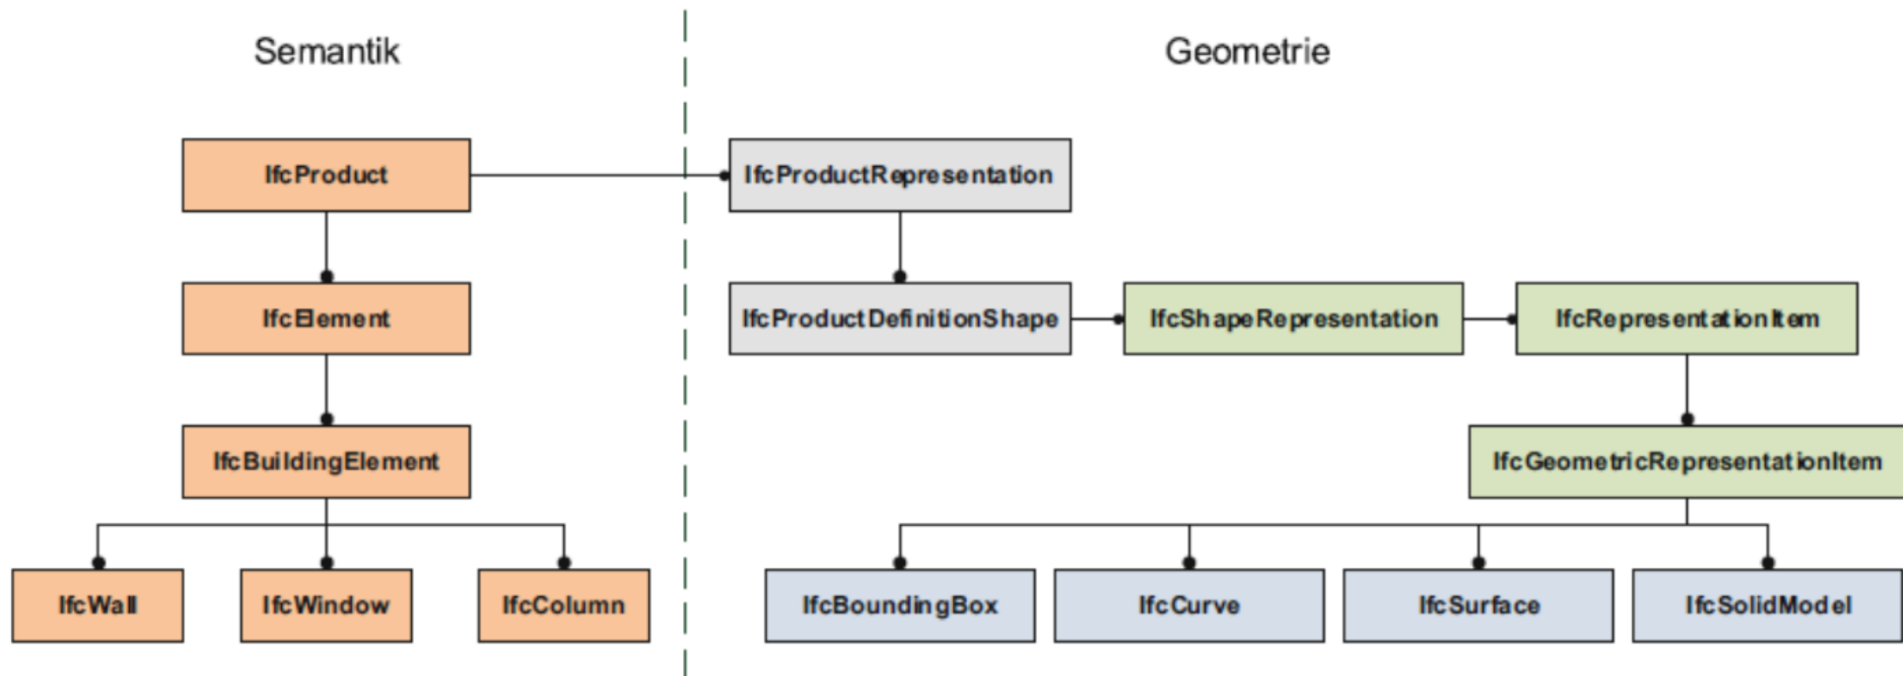 Semantik
Geometrie
IfcProduct
IfcProductRepresentation
IfcElement
IfcProductDefinitionShape
IfcShapeRepresentation
IfcRepresentationItem
IfcBuildingElement
IfcGeometricRepresentationItem
IfcWall
IfcWindow
IfcColumn
IfcBoundingBox
IfcCurve
IfcSurface
IfcSolidModel